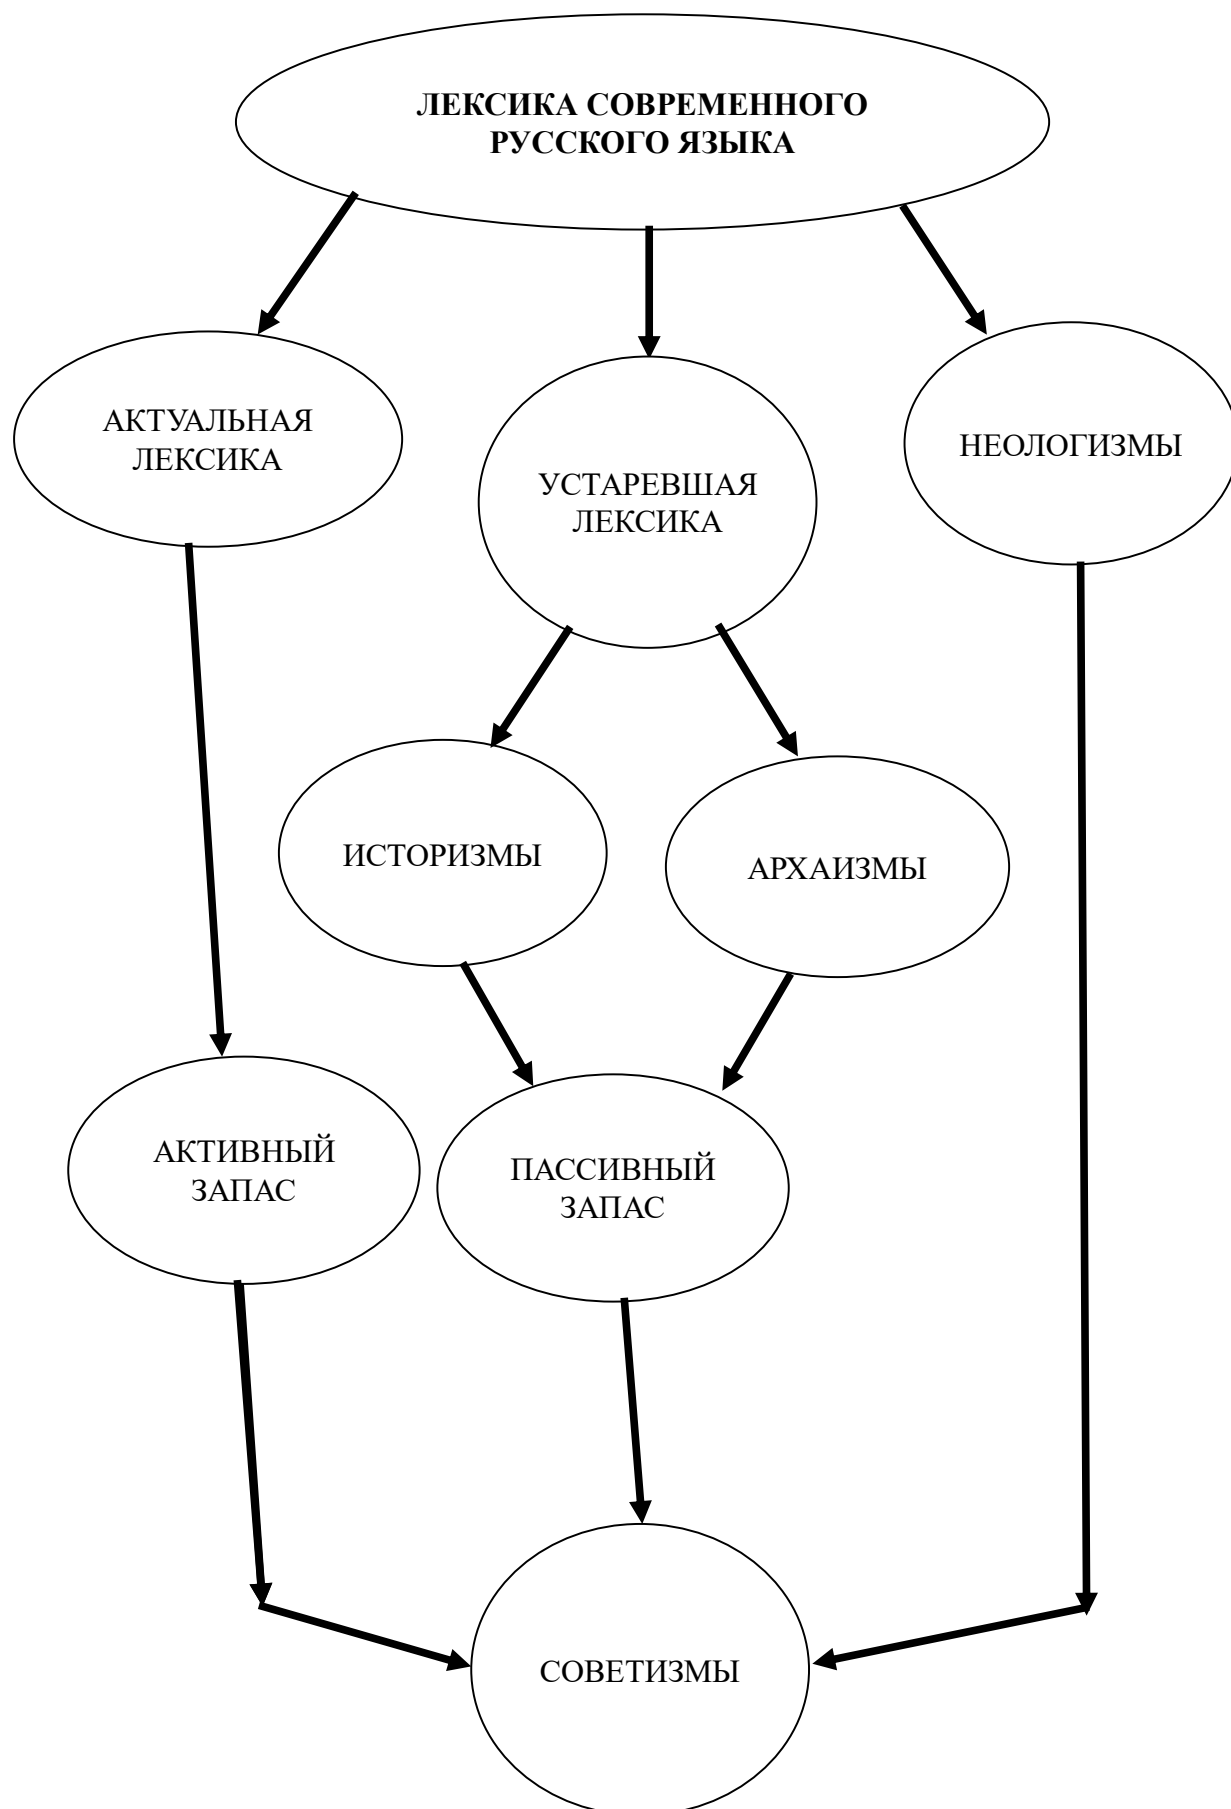 ЛЕКСИКА СОВРЕМЕННОГО
РУССКОГО ЯЗЫКА
АКТУАЛЬНАЯ
ЛЕКСИКА
УСТАРЕВШАЯ
ЛЕКСИКА
НЕОЛОГИЗМЫ
ИСТОРИЗМЫ
АРХАИЗМЫ
АКТИВНЫЙ
ЗАПАС
ПАССИВНЫЙ
ЗАПАС
СОВЕТИЗМЫ